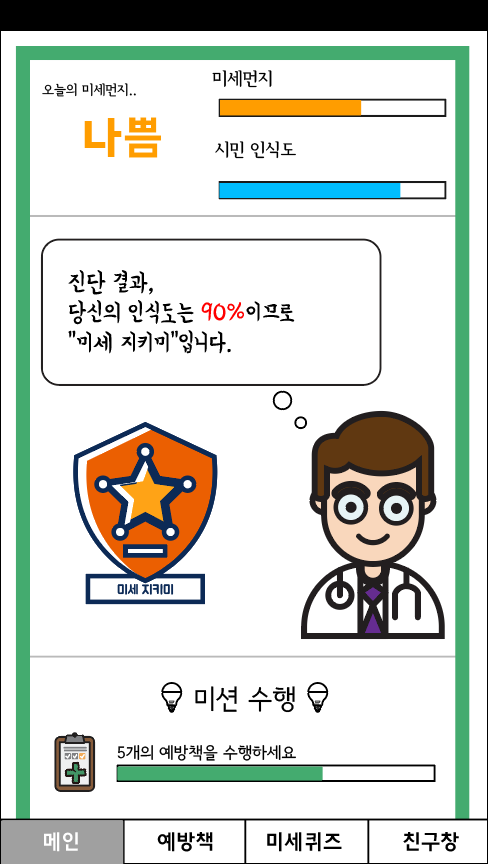 오늘의 미세먼지..
나쁨
미세먼지
시민 인식도
진단 결과,
당신의 인식도는 90%이므로
"미세 지키미"입니다.
미세 지키미
미션 수행
5개의 예방책을 수행하세요
메인
예방책
미세퀴즈
친구창